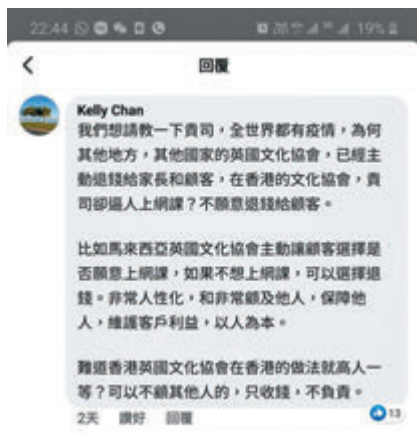 22:44
19%
回覆
Kelly Chan
我們想請教一下貴司，全世界都有疫情，為何
其他地方，其他國家的英國文化協會，已經主
動退錢給家長和顧客，在香港的文化協會，貴
司卻逼人上網課？不願意退錢給顧客。
比如馬來西亞英國文化協會主動讓顧客選擇是
否願意上網課，如果不想上網課，可以選擇退
錢。非常人性化，和非常顧及他人，保障他
人，維護客戶利益，以人為本。
難道香港英國文化協會在香港的做法就高人一
等？可以不顧其他人的，只收錢，不負責。
2天 讚好 回覆 13